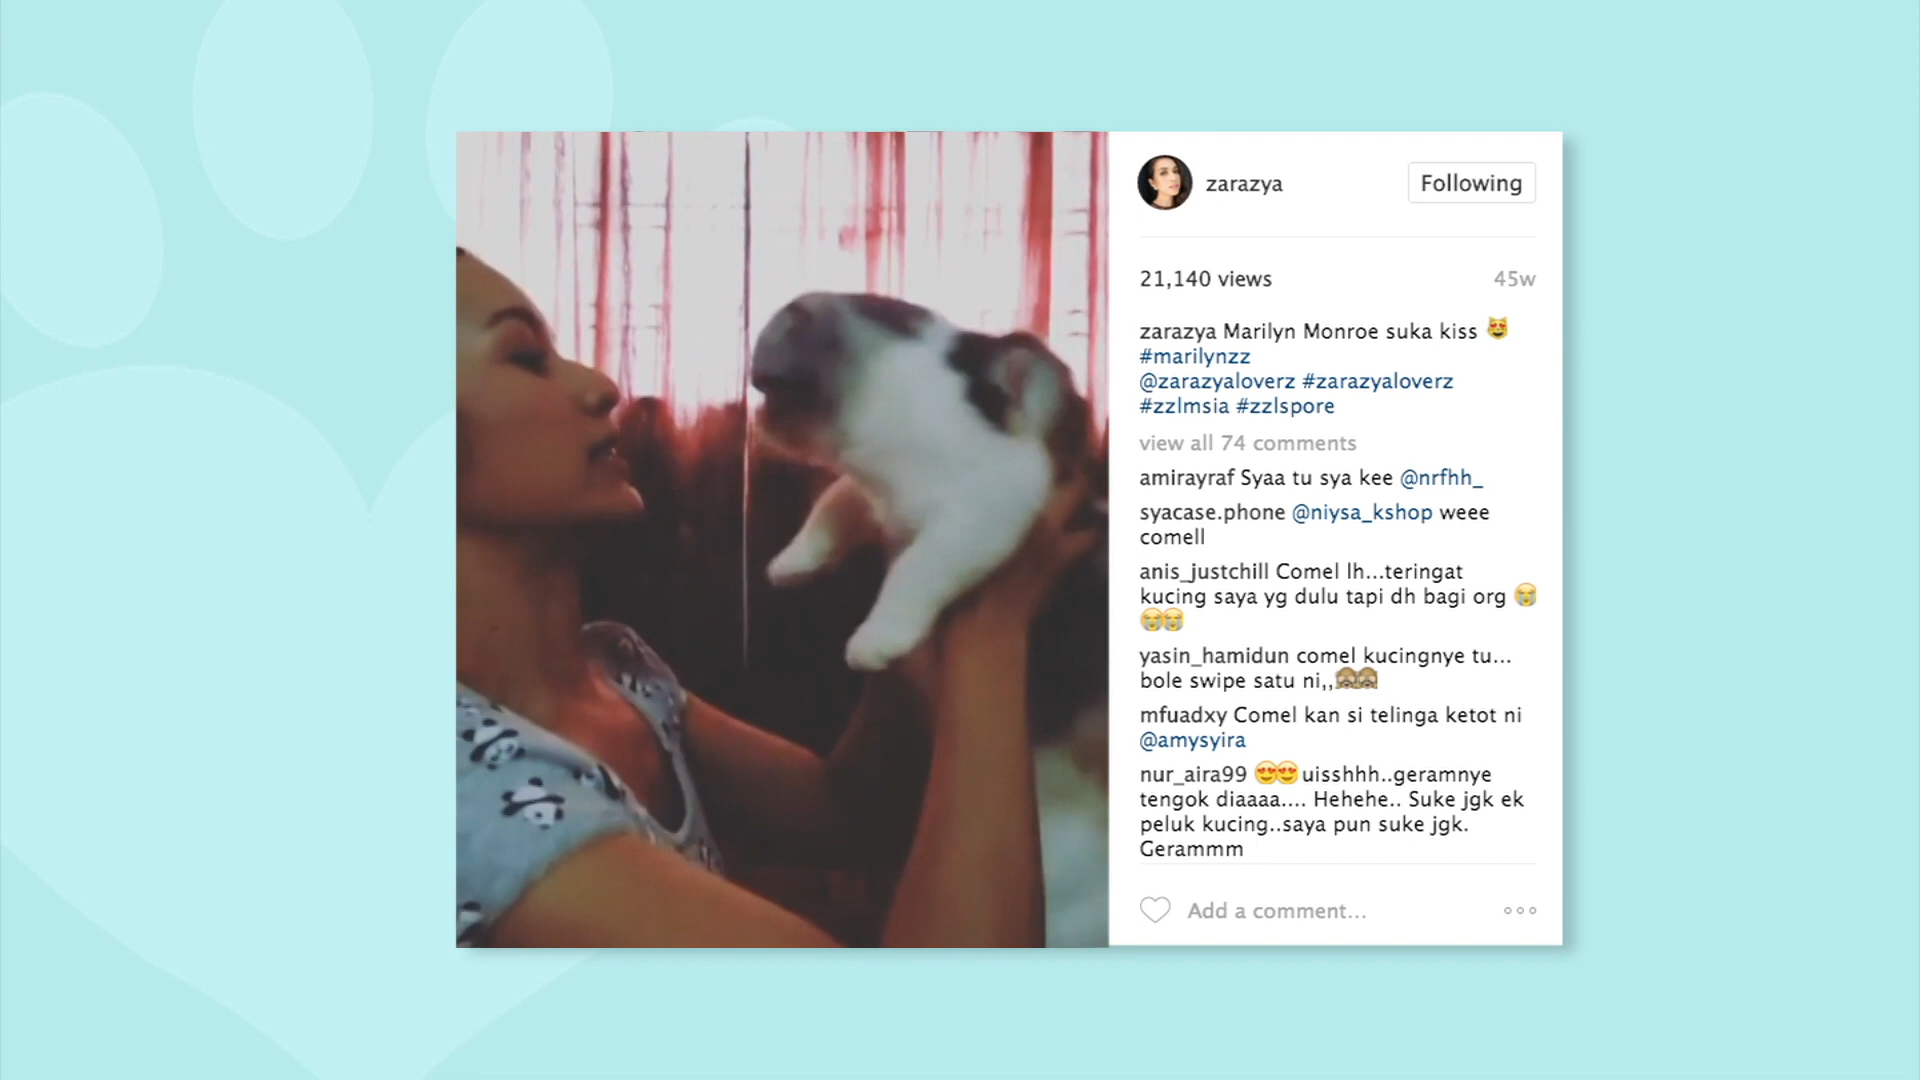 zarazya
Following
21,140 views
45w
zarazya Marilyn Monroe suka kiss 😻
#marilynzz
@zarazyaloverz #zarazyaloverz
#zzlmsia #zzlspore
view all 74 comments
amirayraf Syaa tu sya kee @nrfhh_
syacase.phone @niysa_kshop weee
comell
anis_justchill Comel lh...teringat
kucing saya yg dulu tapi dh bagi org 😭
😭😭
yasin_hamidun comel kucingnye tu...
bole swipe satu ni,,🙈🙈
mfuadxy Comel kan si telinga ketot ni
@amysyira
nur_aira99 😍😍uisshhh..geramnye
tengok diaaaa.... Hehehe.. Suke jgk ek
peluk kucing..saya pun suke jgk.
Gerammm
Add a comment...